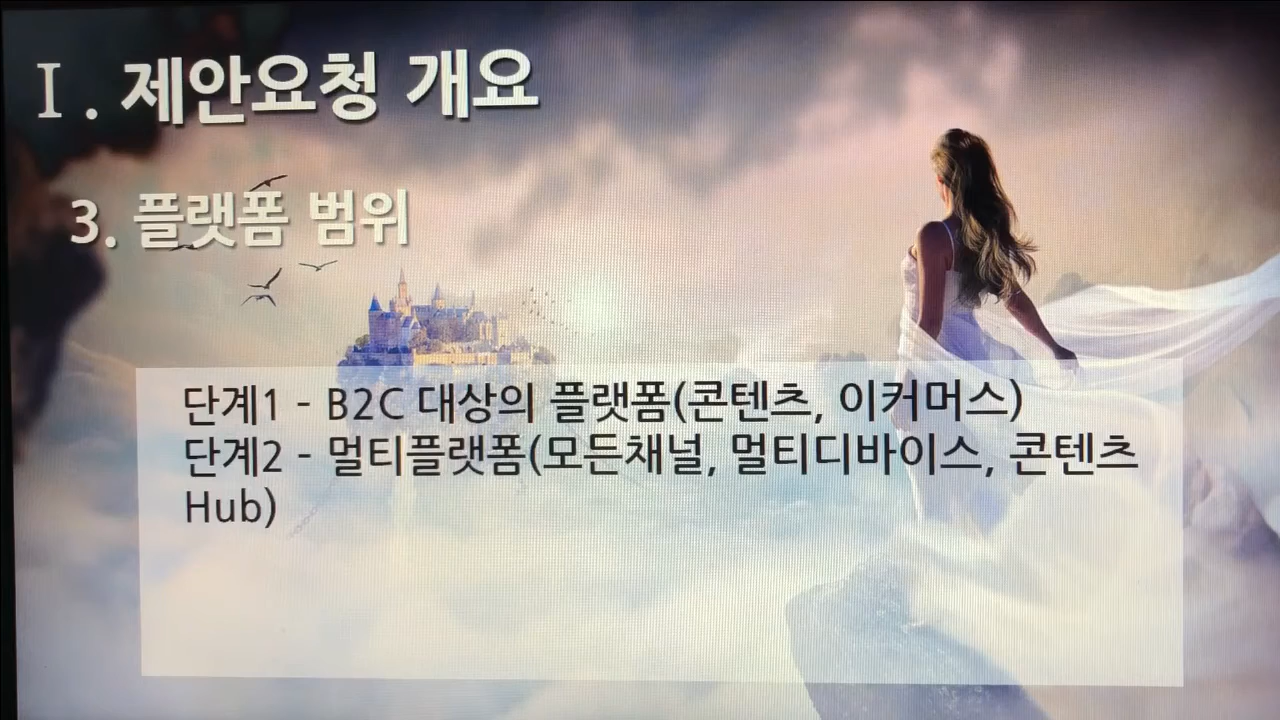 Ⅰ. 제안요청 개요
3. 플랫폼 범위
단계1 - B2C 대상의 플랫폼(콘텐츠, 이커머스)
단계2 - 멀티플랫폼(모든채널, 멀티디바이스, 콘텐츠
Hub)